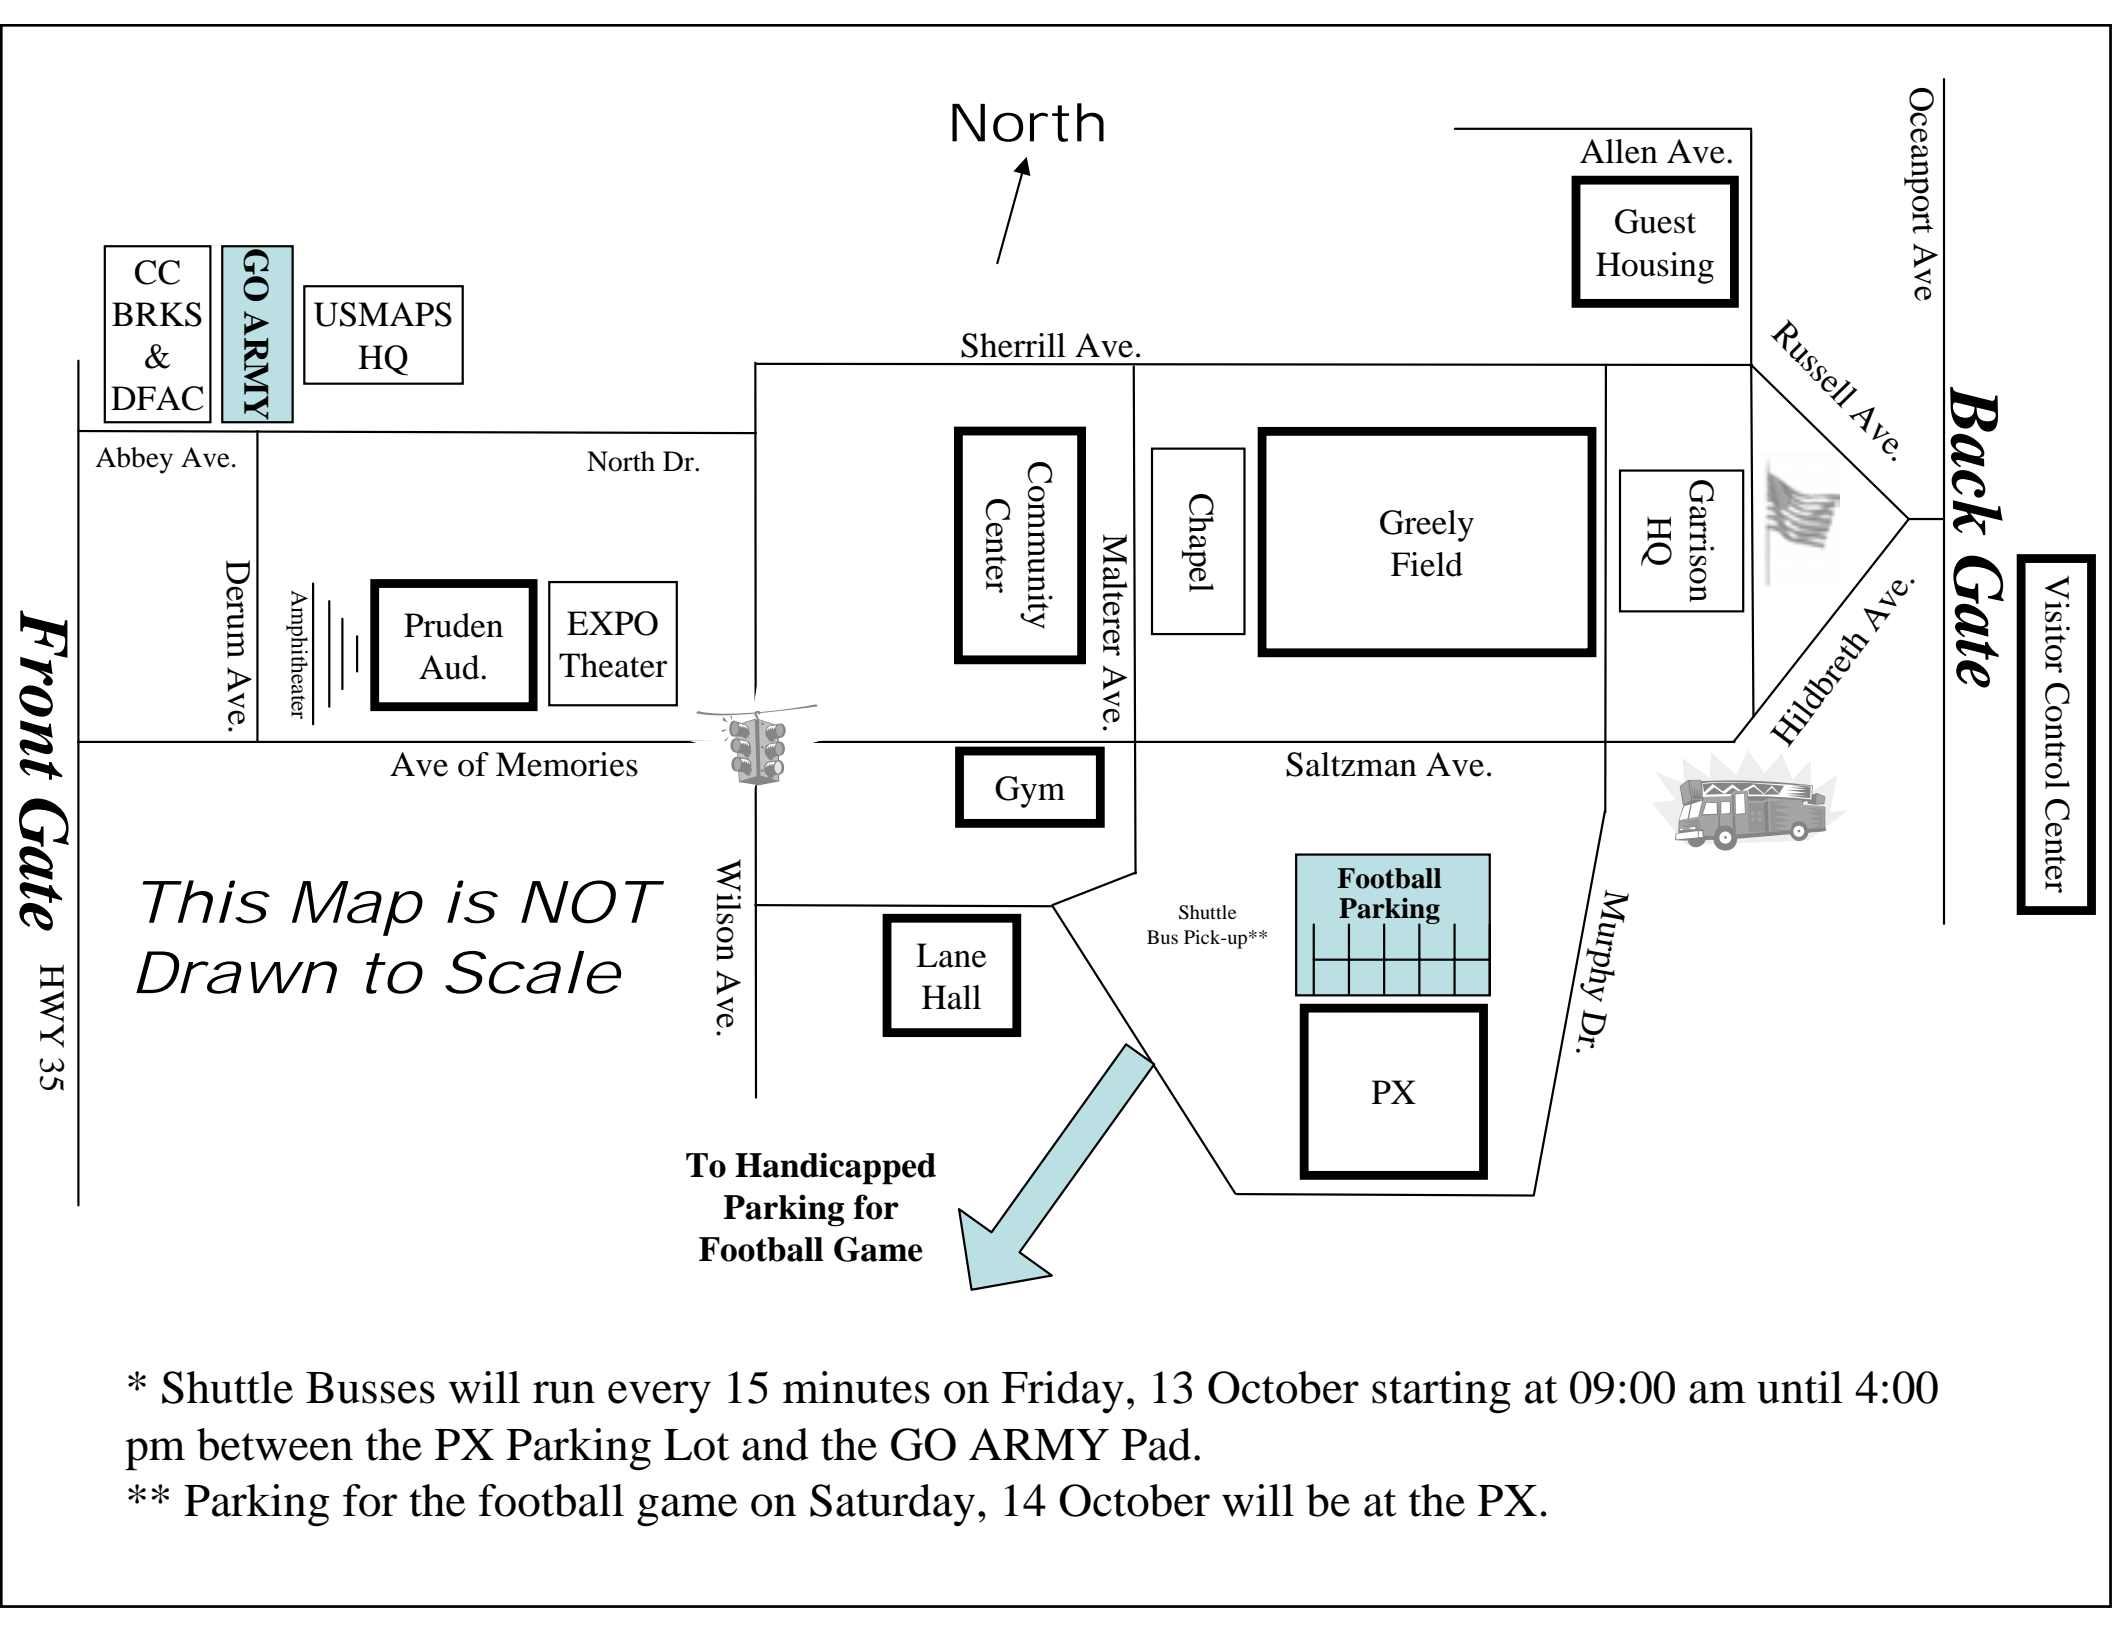 North
Allen Ave.
Guest
Housing
Oceanport Ave
CC
BRKS
&
DFAC
GO ARMY
USMAPS
HQ
Sherrill Ave.
Russell Ave.
Back Gate
Abbey Ave.
North Dr.
Community
Center
Malterer Ave.
Chapel
Greely
Field
Garrison
HQ
Visitor Control Center
Hildbreth Ave.
Front Gate
HWY 35
Derum Ave.
Amphitheater
Pruden
Aud.
EXPO
Theater
Ave of Memories
Gym
Saltzman Ave.
This Map is NOT
Drawn to Scale
Wilson Ave.
Lane
Hall
Shuttle
Bus Pick-up**
Football
Parking
Murphy Dr.
PX
To Handicapped
Parking for
Football Game
* Shuttle Busses will run every 15 minutes on Friday, 13 October starting at 09:00 am until 4:00
pm between the PX Parking Lot and the GO ARMY Pad.
** Parking for the football game on Saturday, 14 October will be at the PX.